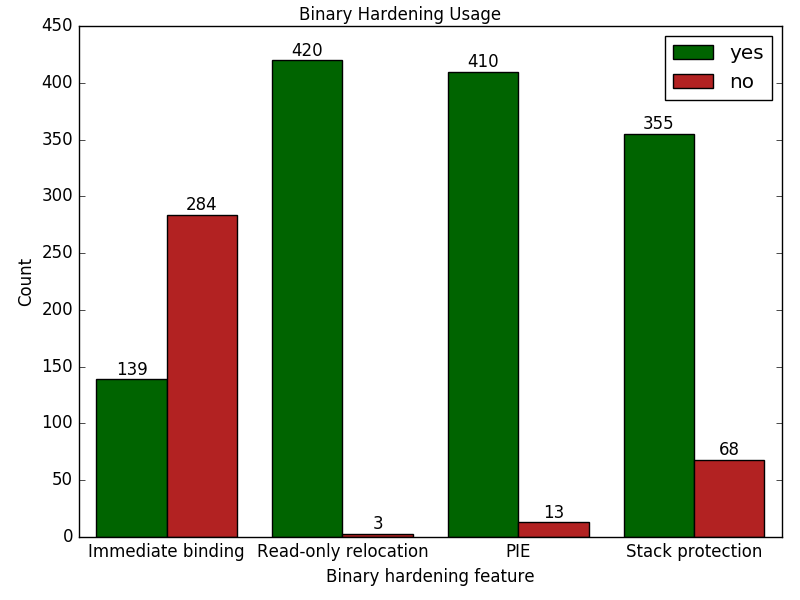 Binary Hardening Usage
450
400
350
300
250
200
150
100
50
0
Count
yes
no
139
284
420
3
410
13
355
68
Immediate binding
Read-only relocation
PIE
Stack protection
Binary hardening feature